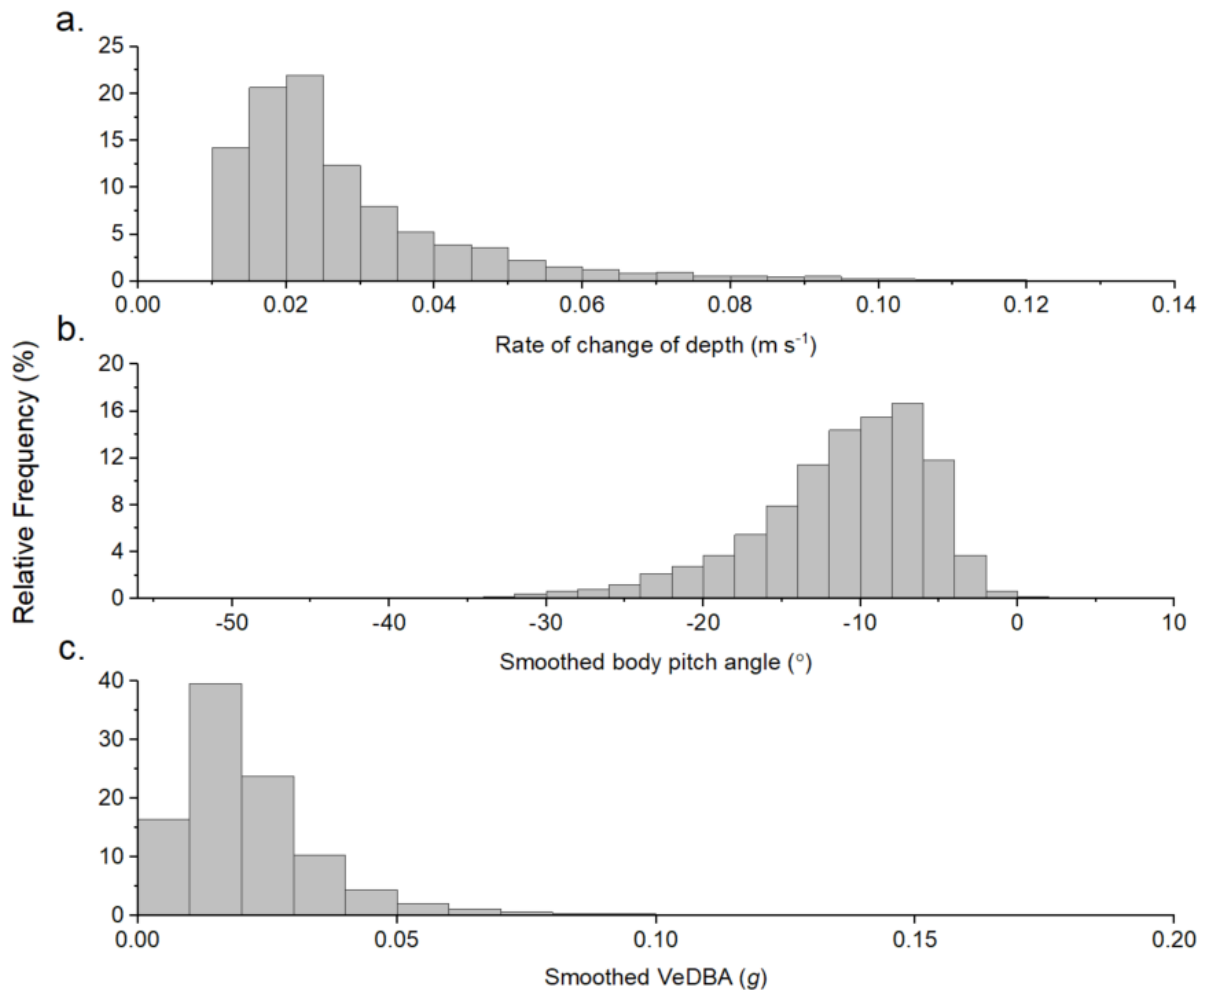 a.
25
20
15
10
5
0
0.00 0.02 0.04 0.06 0.08 0.10 0.12 0.14
Rate of change of depth (m s⁻¹)
b.
Relative Frequency (%)
20
16
12
8
4
0
-50 -40 -30 -20 -10 0 10
Smoothed body pitch angle (°)
c.
40
30
20
10
0
0.00 0.05 0.10 0.15 0.20
Smoothed VeDBA (g)